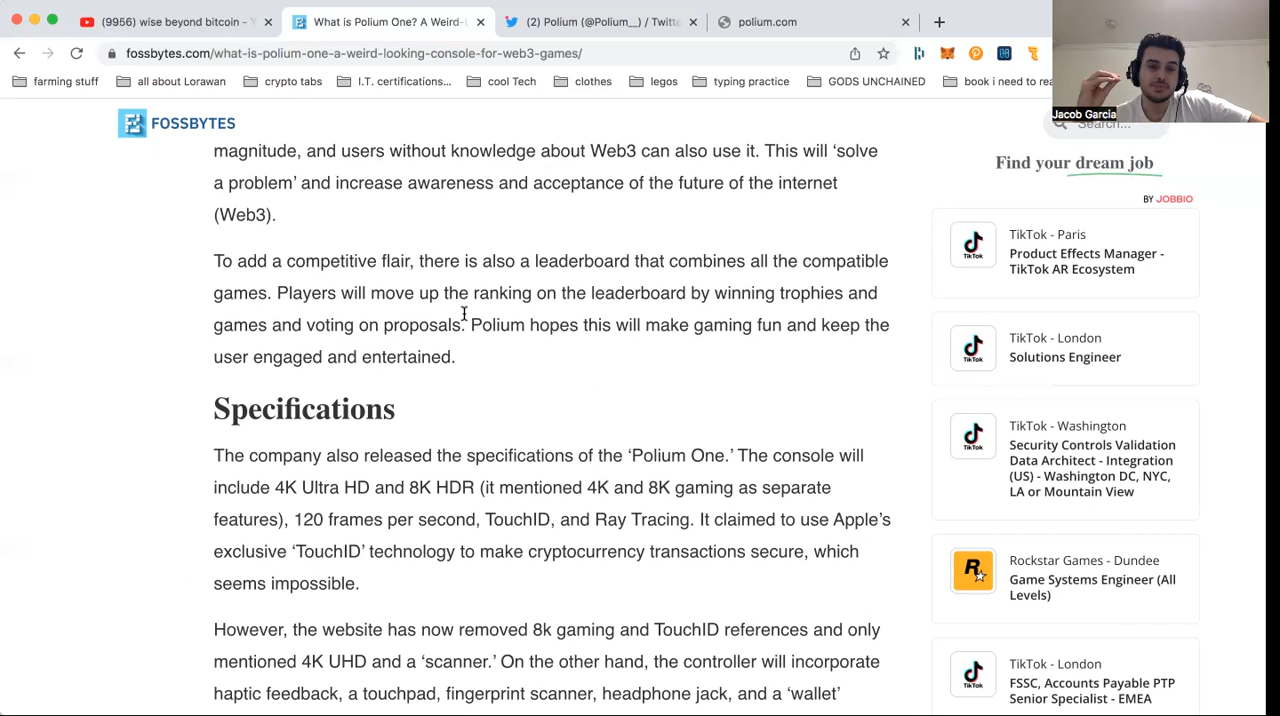 (9956) wise beyond bitcoin - Y
What is Polium One? A Weird-L
(2) Polium (@Polium__) / Twitte
polium.com
fossbytes.com/what-is-polium-one-a-weird-looking-console-for-web3-games/
farming stuff
all about Lorawan
crypto tabs
I.T. certifications...
cool Tech
clothes
legos
typing practice
GODS UNCHAINED
book i need to rea
Jacob Garcia
FOSSBYTES
Search...
magnitude, and users without knowledge about Web3 can also use it. This will ‘solve
a problem’ and increase awareness and acceptance of the future of the internet
(Web3).
To add a competitive flair, there is also a leaderboard that combines all the compatible
games. Players will move up the ranking on the leaderboard by winning trophies and
games and voting on proposals. Polium hopes this will make gaming fun and keep the
user engaged and entertained.
Specifications
The company also released the specifications of the ‘Polium One.’ The console will
include 4K Ultra HD and 8K HDR (it mentioned 4K and 8K gaming as separate
features), 120 frames per second, TouchID, and Ray Tracing. It claimed to use Apple’s
exclusive ‘TouchID’ technology to make cryptocurrency transactions secure, which
seems impossible.
However, the website has now removed 8k gaming and TouchID references and only
mentioned 4K UHD and a ‘scanner.’ On the other hand, the controller will incorporate
haptic feedback, a touchpad, fingerprint scanner, headphone jack, and a ‘wallet’
Find your dream job
BY JOBBIO
TikTok
TikTok - Paris
Product Effects Manager -
TikTok AR Ecosystem
TikTok
TikTok - London
Solutions Engineer
TikTok
TikTok - Washington
Security Controls Validation
Data Architect - Integration
(US) - Washington DC, NYC,
LA or Mountain View
R
Rockstar Games - Dundee
Game Systems Engineer (All
Levels)
TikTok
TikTok - London
FSSC, Accounts Payable PTP
Senior Specialist - EMEA